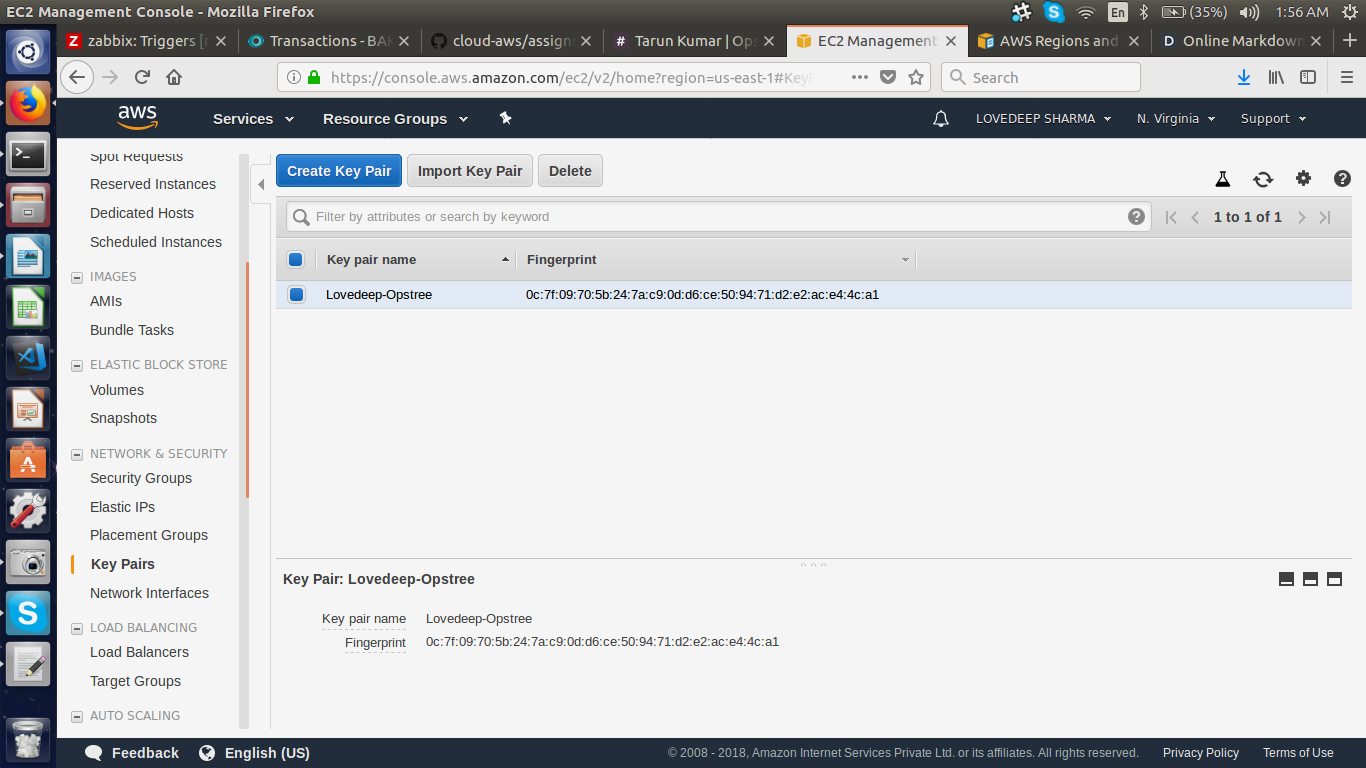 EC2 Management Console - Mozilla Firefox
En
(35%)
1:56 AM
zabbix: Triggers [r
Transactions - BAN
cloud-aws/assign
Tarun Kumar | Ops
EC2 Management
AWS Regions and
Online Markdown
https://console.aws.amazon.com/ec2/v2/home?region=us-east-1#KeyP
Search
aws
Services
Resource Groups
LOVEDEEP SHARMA
N. Virginia
Support
Spot Requests
Reserved Instances
Dedicated Hosts
Scheduled Instances
IMAGES
AMIs
Bundle Tasks
ELASTIC BLOCK STORE
Volumes
Snapshots
NETWORK & SECURITY
Security Groups
Elastic IPs
Placement Groups
Key Pairs
Network Interfaces
LOAD BALANCING
Load Balancers
Target Groups
AUTO SCALING
Create Key Pair
Import Key Pair
Delete
Filter by attributes or search by keyword
1 to 1 of 1
Key pair name
Fingerprint
Lovedeep-Opstree
0c:7f:09:70:5b:24:7a:c9:0d:d6:ce:50:94:71:d2:e2:ac:e4:4c:a1
Key Pair: Lovedeep-Opstree
Key pair name Lovedeep-Opstree
Fingerprint 0c:7f:09:70:5b:24:7a:c9:0d:d6:ce:50:94:71:d2:e2:ac:e4:4c:a1
Feedback
English (US)
© 2008 - 2018, Amazon Internet Services Private Ltd. or its affiliates. All rights reserved.
Privacy Policy
Terms of Use